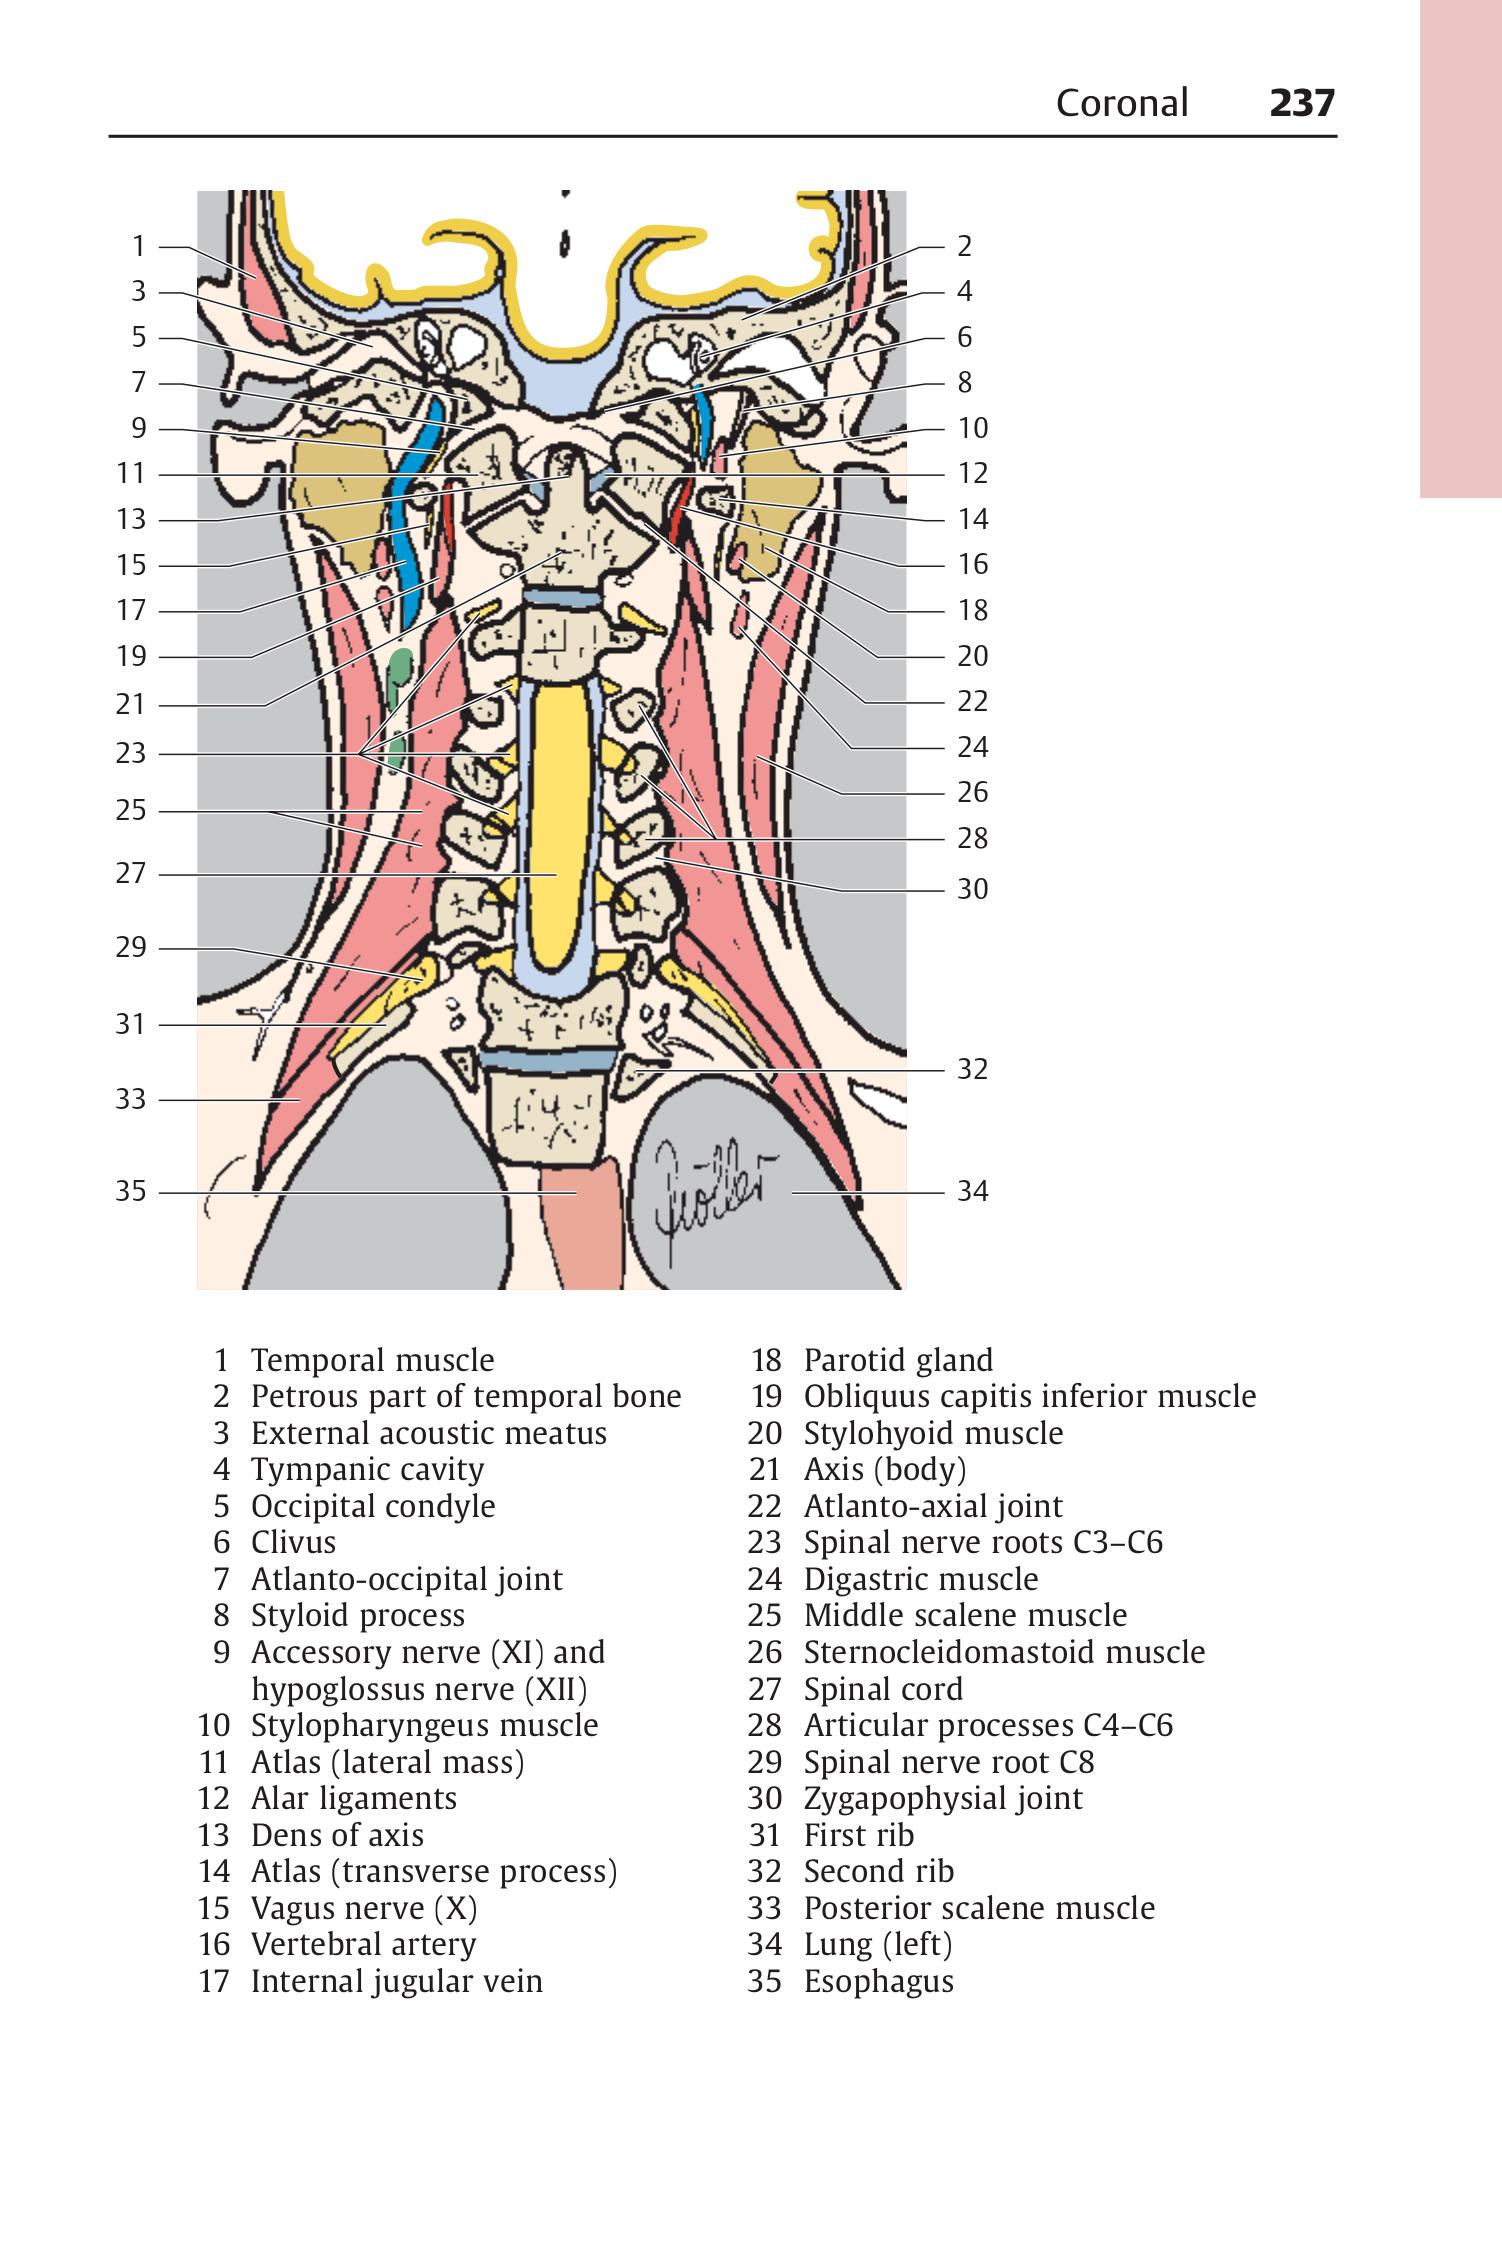 Coronal 237
1
2
3
4
5
6
7
8
9
10
11
12
13
14
15
16
17
18
19
20
21
22
23
24
25
26
27
28
29
30
31
32
33
34
35
Möller
1 Temporal muscle
2 Petrous part of temporal bone
3 External acoustic meatus
4 Tympanic cavity
5 Occipital condyle
6 Clivus
7 Atlanto-occipital joint
8 Styloid process
9 Accessory nerve (XI) and
hypoglossus nerve (XII)
10 Stylopharyngeus muscle
11 Atlas (lateral mass)
12 Alar ligaments
13 Dens of axis
14 Atlas (transverse process)
15 Vagus nerve (X)
16 Vertebral artery
17 Internal jugular vein
18 Parotid gland
19 Obliquus capitis inferior muscle
20 Stylohyoid muscle
21 Axis (body)
22 Atlanto-axial joint
23 Spinal nerve roots C3–C6
24 Digastric muscle
25 Middle scalene muscle
26 Sternocleidomastoid muscle
27 Spinal cord
28 Articular processes C4–C6
29 Spinal nerve root C8
30 Zygapophysial joint
31 First rib
32 Second rib
33 Posterior scalene muscle
34 Lung (left)
35 Esophagus